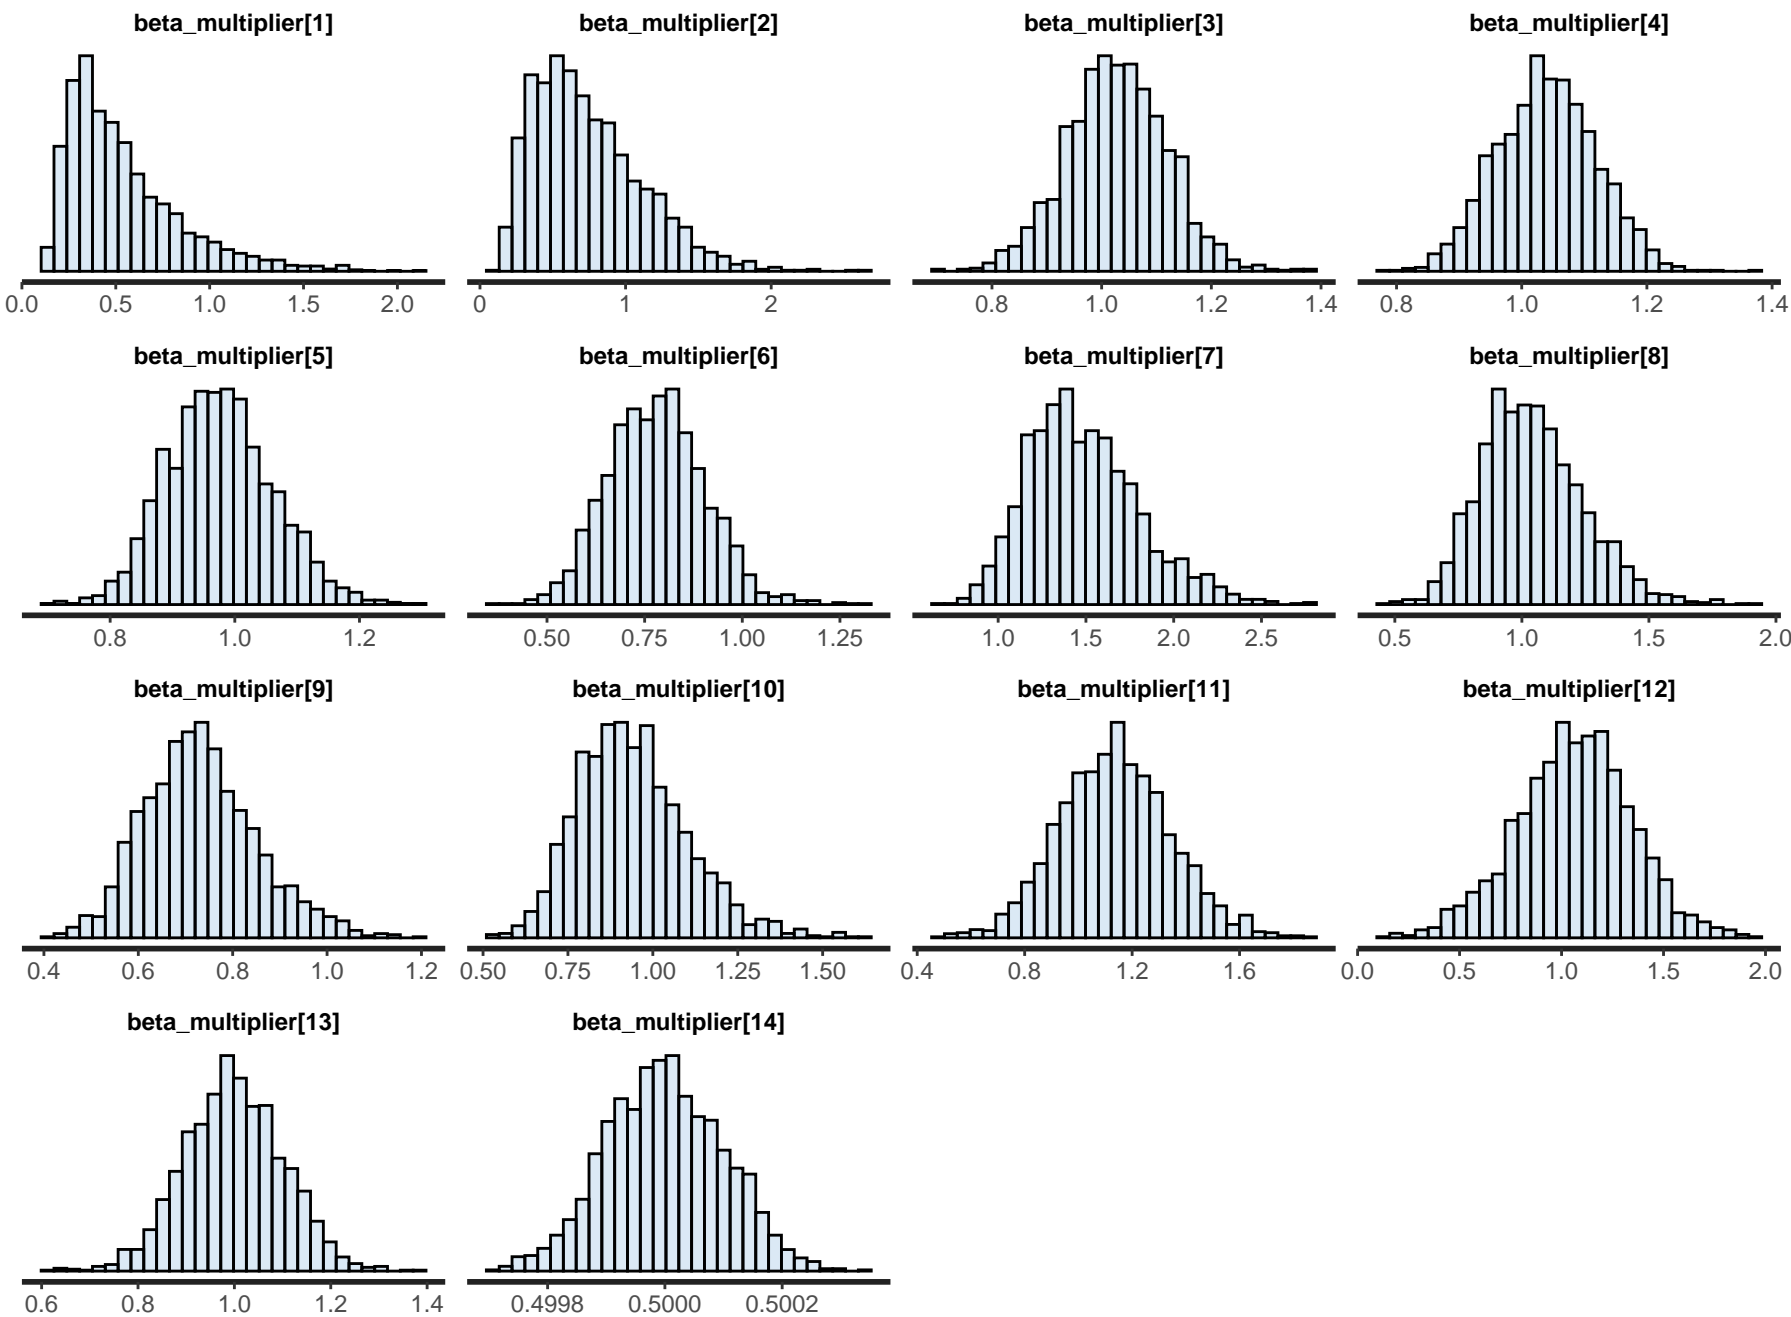 beta_multiplier[1] beta_multiplier[2] beta_multiplier[3] beta_multiplier[4]
0.0 0.5 1.0 1.5 2.0 0 1 2 0.8 1.0 1.2 1.4 0.8 1.0 1.2 1.4
beta_multiplier[5] beta_multiplier[6] beta_multiplier[7] beta_multiplier[8]
0.8 1.0 1.2 0.50 0.75 1.00 1.25 1.0 1.5 2.0 2.5 0.5 1.0 1.5 2.0
beta_multiplier[9] beta_multiplier[10] beta_multiplier[11] beta_multiplier[12]
0.4 0.6 0.8 1.0 1.2 0.50 0.75 1.00 1.25 1.50 0.4 0.8 1.2 1.6 0.0 0.5 1.0 1.5 2.0
beta_multiplier[13] beta_multiplier[14]
0.6 0.8 1.0 1.2 1.4 0.4998 0.5000 0.5002